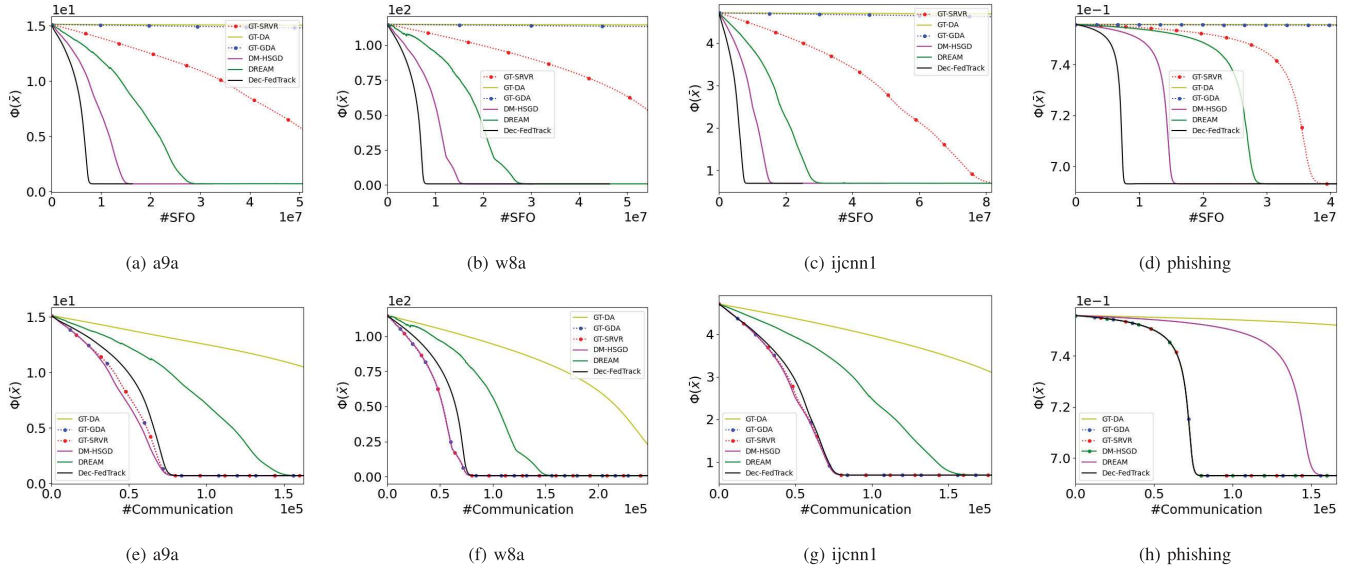 1e1
Φ(x̄)
1.5
1.0
0.5
0.0
0 1 2 3 4 5
#SFO 1e7
GT-SRVR
GT-DA
GT-GDA
DM-HSGD
DREAM
Dec-FedTrack
(a) a9a
1e2
Φ(x̄)
1.00
0.75
0.50
0.25
0.00
0 1 2 3 4 5
#SFO 1e7
GT-SRVR
GT-DA
GT-GDA
DM-HSGD
DREAM
Dec-FedTrack
(b) w8a
Φ(x̄)
4
3
2
1
0 2 4 6 8
#SFO 1e7
GT-SRVR
GT-DA
GT-GDA
DM-HSGD
DREAM
Dec-FedTrack
(c) ijcnn1
1e−1
Φ(x̄)
7.4
7.2
7.0
0 1 2 3 4
#SFO 1e7
GT-SRVR
GT-DA
GT-GDA
DM-HSGD
DREAM
Dec-FedTrack
(d) phishing
1e1
Φ(x̄)
1.5
1.0
0.5
0.0
0.0 0.5 1.0 1.5
#Communication 1e5
GT-DA
GT-GDA
GT-SRVR
DM-HSGD
DREAM
Dec-FedTrack
(e) a9a
1e2
Φ(x̄)
1.00
0.75
0.50
0.25
0.00
0.0 0.5 1.0 1.5 2.0
#Communication 1e5
GT-DA
GT-GDA
GT-SRVR
DM-HSGD
DREAM
Dec-FedTrack
(f) w8a
Φ(x̄)
4
3
2
1
0.0 0.5 1.0 1.5
#Communication 1e5
GT-DA
GT-GDA
GT-SRVR
DM-HSGD
DREAM
Dec-FedTrack
(g) ijcnn1
1e−1
Φ(x̄)
7.4
7.2
7.0
0.0 0.5 1.0 1.5
#Communication 1e5
GT-DA
GT-GDA
GT-SRVR
DM-HSGD
DREAM
Dec-FedTrack
(h) phishing